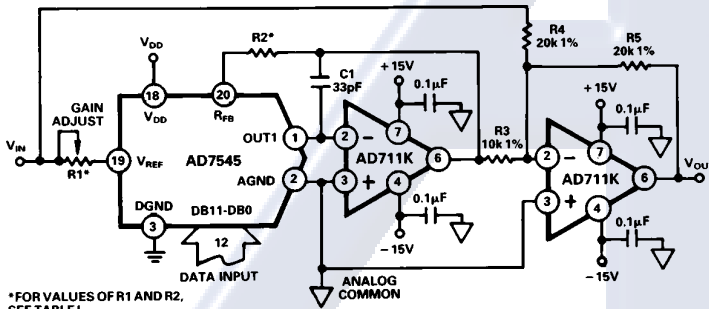 R4
20k 1%
R2*
R5
20k 1%
VDD
C1
33pF
+15V
0.1µF
+15V
0.1µF
GAIN
ADJUST
18
VDD
20
RFB
OUT1
1
2
–
7
AD711K
6
R3
10k 1%
2
–
7
AD711K
6
VOUT
VIN
R1*
19
VREF
AD7545
AGND
2
3
+
4
3
+
4
DGND
3
DB11-DB0
12
DATA INPUT
0.1µF
–15V
0.1µF
–15V
ANALOG
COMMON
*FOR VALUES OF R1 AND R2,